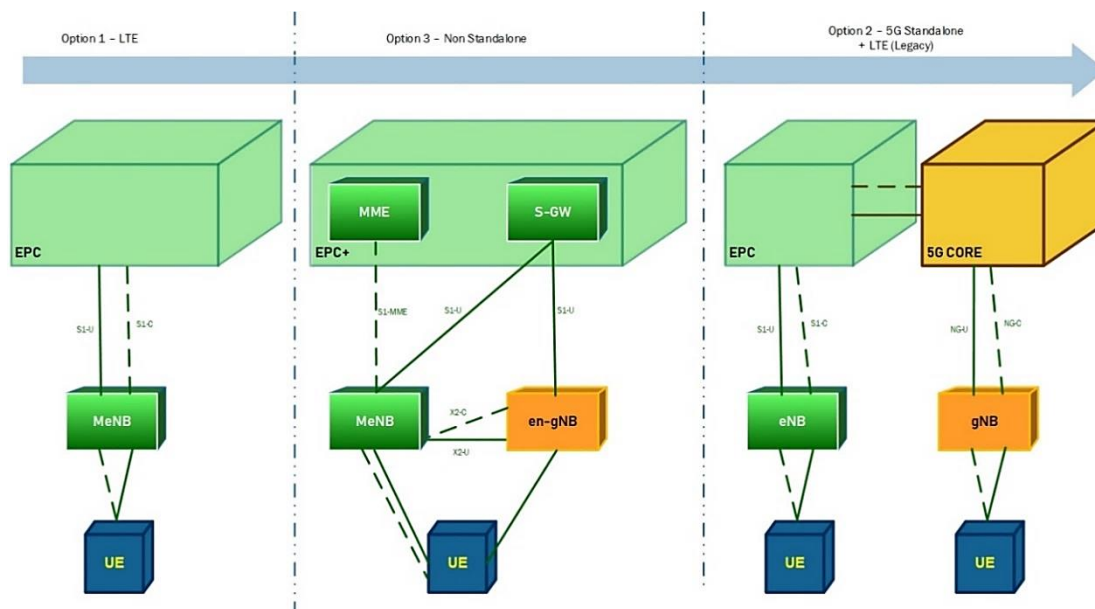 Option 1 – LTE
Option 3 – Non Standalone
Option 2 – 5G Standalone
+ LTE (Legacy)
EPC
S1-U
S1-C
MeNB
UE
MME
S-GW
EPC+
S1-MME
S1-U
S1-U
MeNB
X2-C
X2-U
en-gNB
UE
EPC
5G CORE
S1-U
S1-C
NG-U
NG-C
eNB
gNB
UE
UE